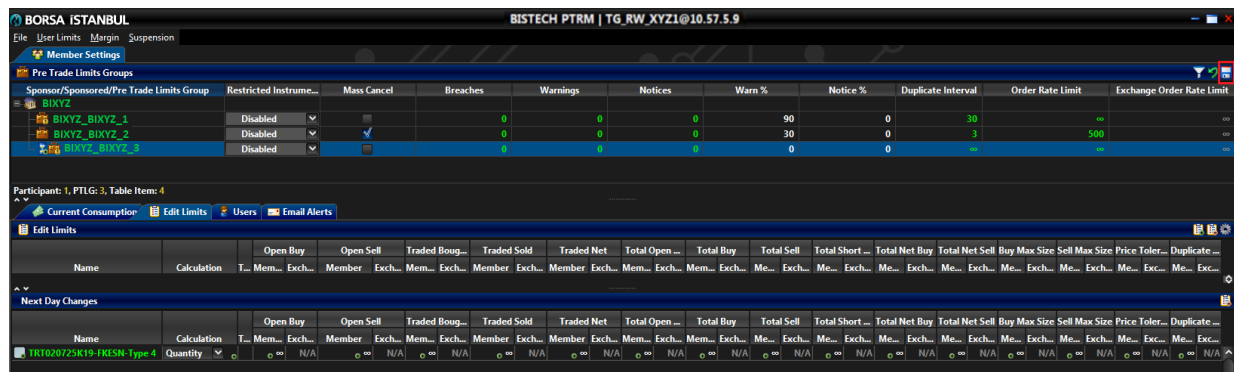 BORSA İSTANBUL BISTECH PTRM | TG_RW_XYZ1@10.57.5.9
File User Limits Margin Suspension
Member Settings
Pre Trade Limits Groups
Sponsor/Sponsored/Pre Trade Limits Group Restricted Instrume... Mass Cancel Breaches Warnings Notices Warn % Notice % Duplicate Interval Order Rate Limit Exchange Order Rate Limit
BIXYZ
BIXYZ_BIXYZ_1 Disabled 0 0 0 90 0 30 ∞ ∞
BIXYZ_BIXYZ_2 Disabled 0 0 0 30 0 3 500 ∞
BIXYZ_BIXYZ_3 Disabled 0 0 0 0 0 ∞ ∞ ∞
Participant: 1, PTLG: 3, Table Item: 4
Current Consumption Edit Limits Users Email Alerts
Edit Limits
Open Buy Open Sell Traded Boug... Traded Sold Traded Net Total Open ... Total Buy Total Sell Total Short ... Total Net Buy Total Net Sell Buy Max Size Sell Max Size Price Toler... Duplicate ...
Name Calculation T... Mem... Exch... Member Exch... Mem... Exch... Member Exch... Member Exch... Mem... Exch... Mem... Exch... Me... Exch... Me... Exch... Me... Exch... Me... Exch... Me... Exch... Me... Exch... Me... Exc... Me... Exc...
Next Day Changes
Open Buy Open Sell Traded Boug... Traded Sold Traded Net Total Open ... Total Buy Total Sell Total Short ... Total Net Buy Total Net Sell Buy Max Size Sell Max Size Price Toler... Duplicate ...
Name Calculation T... Mem... Exch... Member Exch... Mem... Exch... Member Exch... Member Exch... Mem... Exch... Mem... Exch... Me... Exch... Me... Exch... Me... Exch... Me... Exch... Me... Exch... Me... Exch... Me... Exc... Me... Exc...
TRT020725K19-FKESN-Type 4 Quantity ∞ N/A ∞ N/A ∞ N/A ∞ N/A ∞ N/A ∞ N/A ∞ N/A ∞ N/A ∞ N/A ∞ N/A ∞ N/A ∞ N/A ∞ N/A ∞ N/A ∞ N/A